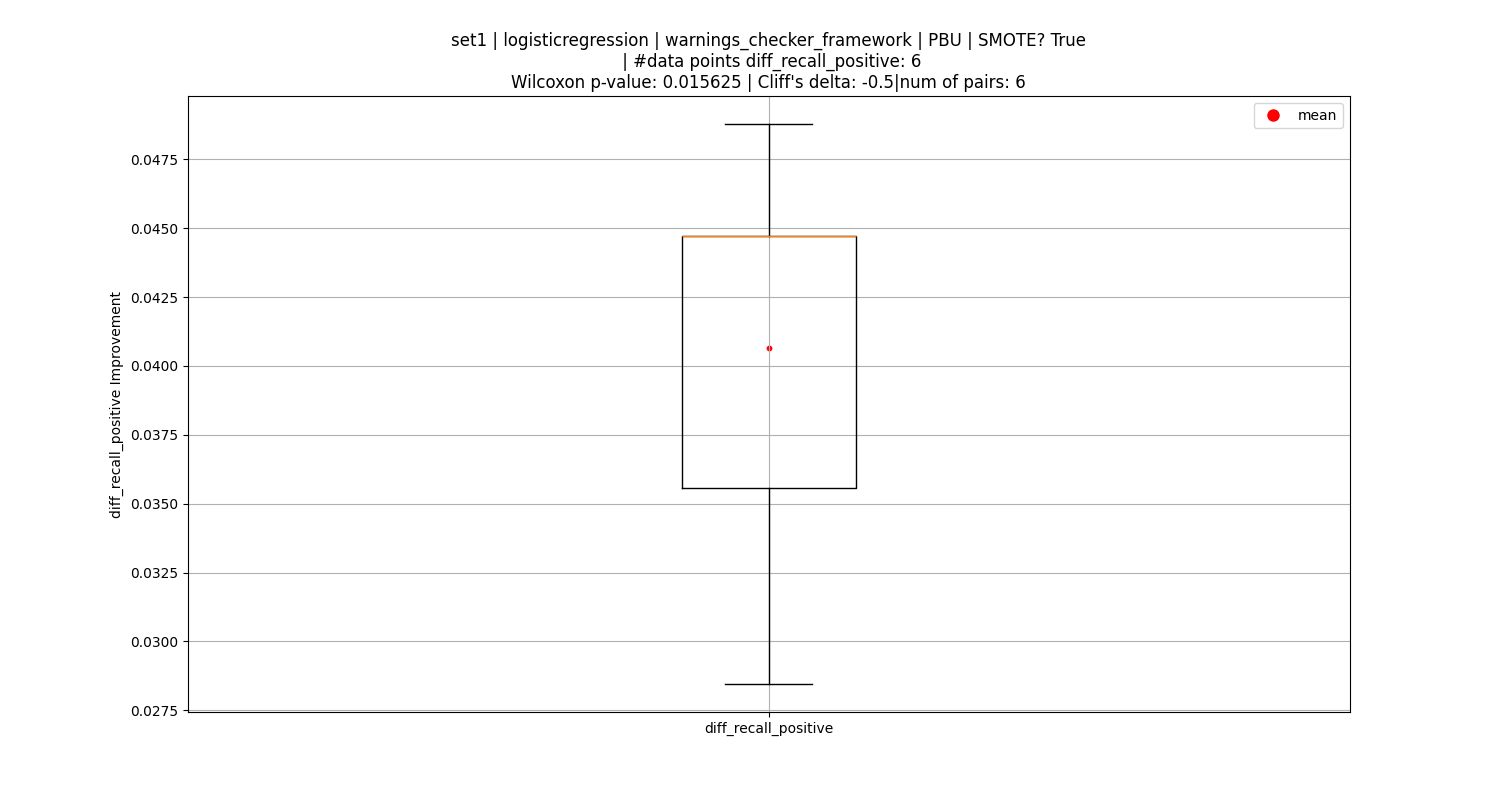 set1 | logisticregression | warnings_checker_framework | PBU | SMOTE? True
| #data points diff_recall_positive: 6
Wilcoxon p-value: 0.015625 | Cliff's delta: -0.5|num of pairs: 6
mean
0.0475
0.0450
0.0425
0.0400
0.0375
0.0350
0.0325
0.0300
0.0275
diff_recall_positive Improvement
diff_recall_positive